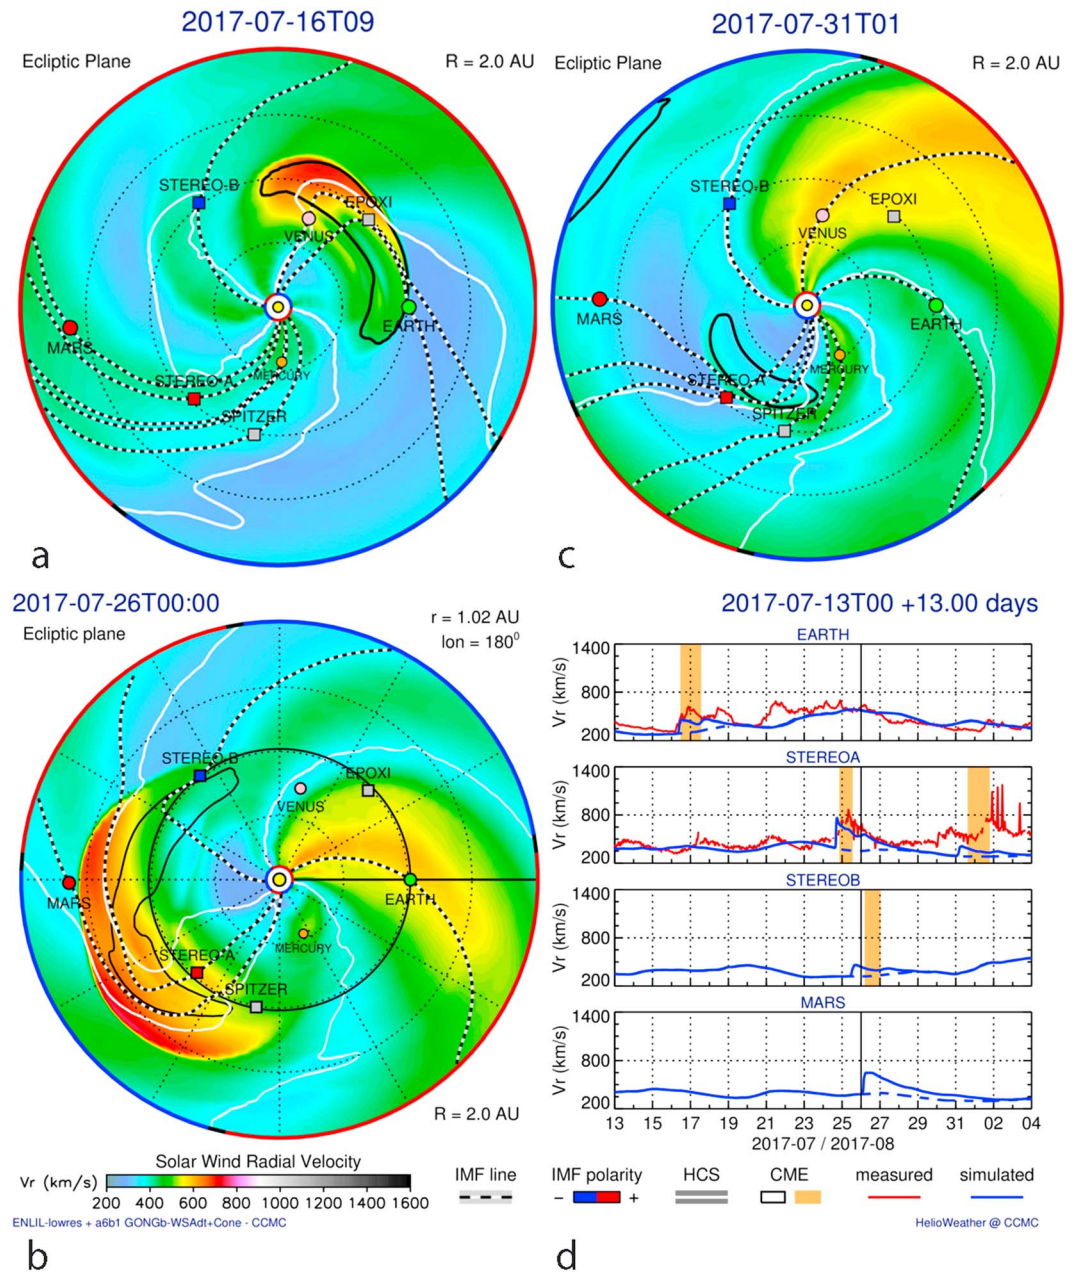 2017-07-16T09
Ecliptic Plane
R = 2.0 AU
STEREO-B
EPOXI
VENUS
EARTH
MARS
MERCURY
STEREO-A
SPITZER
a
2017-07-31T01
Ecliptic Plane
R = 2.0 AU
STEREO-B
EPOXI
VENUS
MARS
EARTH
MERCURY
STEREO-A
SPITZER
c
2017-07-26T00:00
Ecliptic plane
r = 1.02 AU
lon = 180⁰
STEREO-B
EPOXI
VENUS
MARS
EARTH
MERCURY
STEREO-A
SPITZER
R = 2.0 AU
Solar Wind Radial Velocity
Vr (km/s)
200 400 600 800 1000 1200 1400 1600
ENLIL-lowres + a6b1 GONGb-WSAdt+Cone - CCMC
b
2017-07-13T00 +13.00 days
EARTH
1400
800
200
Vr (km/s)
STEREOA
1400
800
200
Vr (km/s)
STEREOB
1400
800
200
Vr (km/s)
MARS
1400
800
200
Vr (km/s)
13 15 17 19 21 23 25 27 29 31 02 04
2017-07 / 2017-08
IMF line
IMF polarity
− +
HCS
CME
measured
simulated
HelioWeather @ CCMC
d